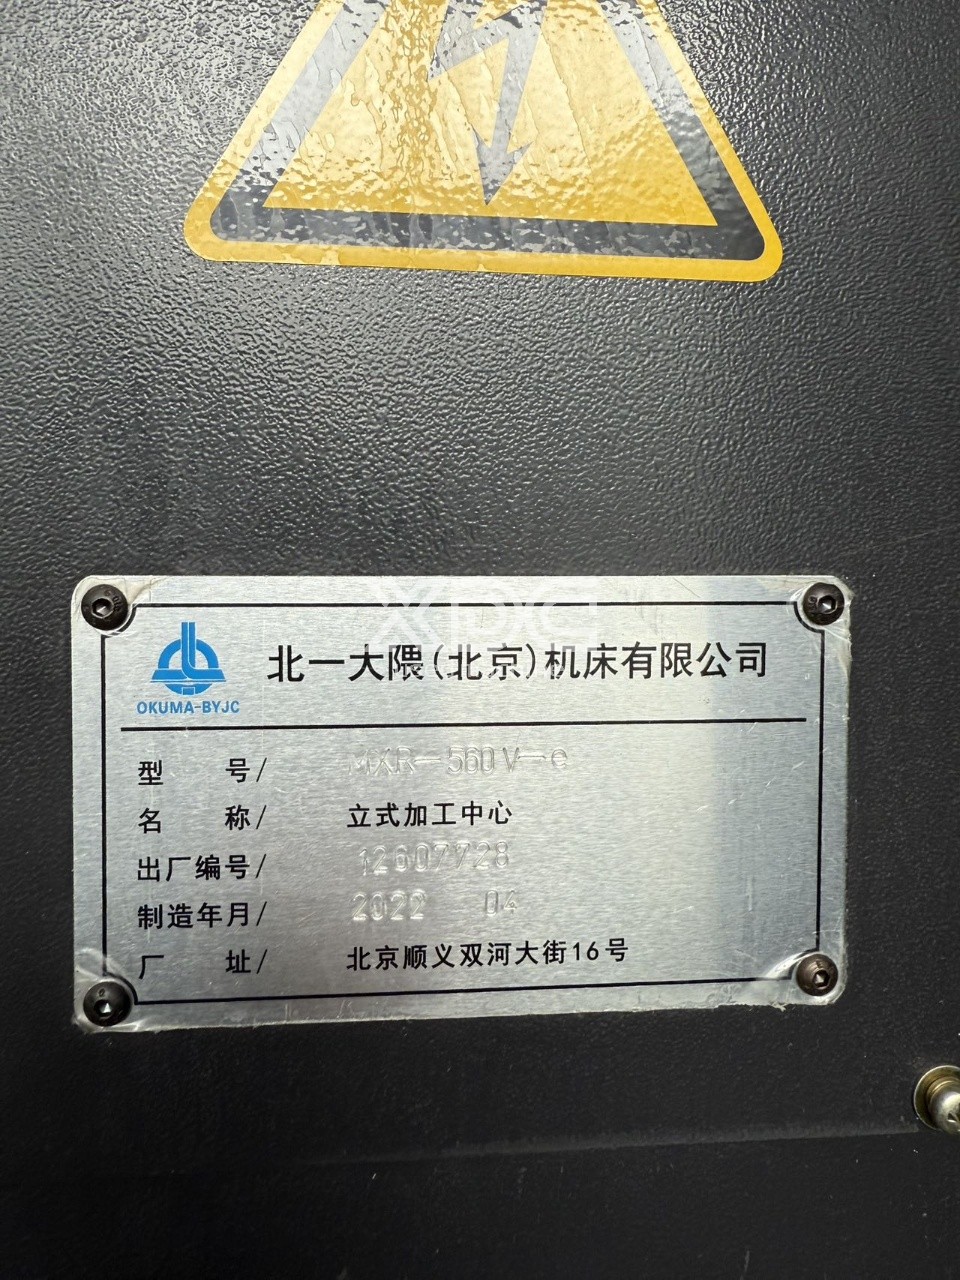 XPG
OKUMA-BYJC
北一大隈(北京)机床有限公司
型 号/ MXR-560V-e
名 称/ 立式加工中心
出厂编号/ 12607728
制造年月/ 2022 04
厂 址/ 北京顺义双河大街16号